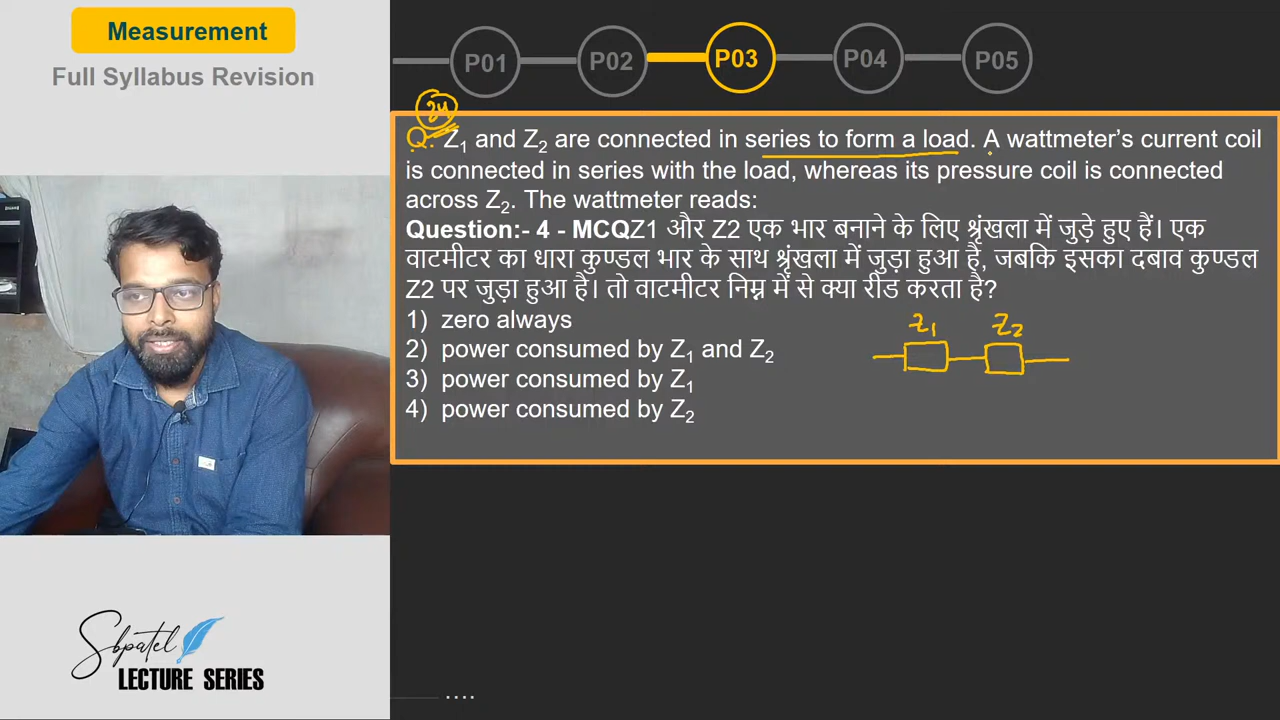 Measurement
Full Syllabus Revision
P01
P02
P03
P04
P05
24
Q. Z1 and Z2 are connected in series to form a load. A wattmeter's current coil
is connected in series with the load, whereas its pressure coil is connected
across Z2. The wattmeter reads:
Question:- 4 - MCQZ1 और Z2 एक भार बनाने के लिए श्रृंखला में जुड़े हुए हैं। एक
वाटमीटर का धारा कुण्डल भार के साथ श्रृंखला में जुड़ा हुआ है, जबकि इसका दबाव कुण्डल
Z2 पर जुड़ा हुआ है। तो वाटमीटर निम्न में से क्या रीड करता है?
1) zero always
2) power consumed by Z1 and Z2
3) power consumed by Z1
4) power consumed by Z2
Z1
Z2
Sbpatel
LECTURE SERIES
....